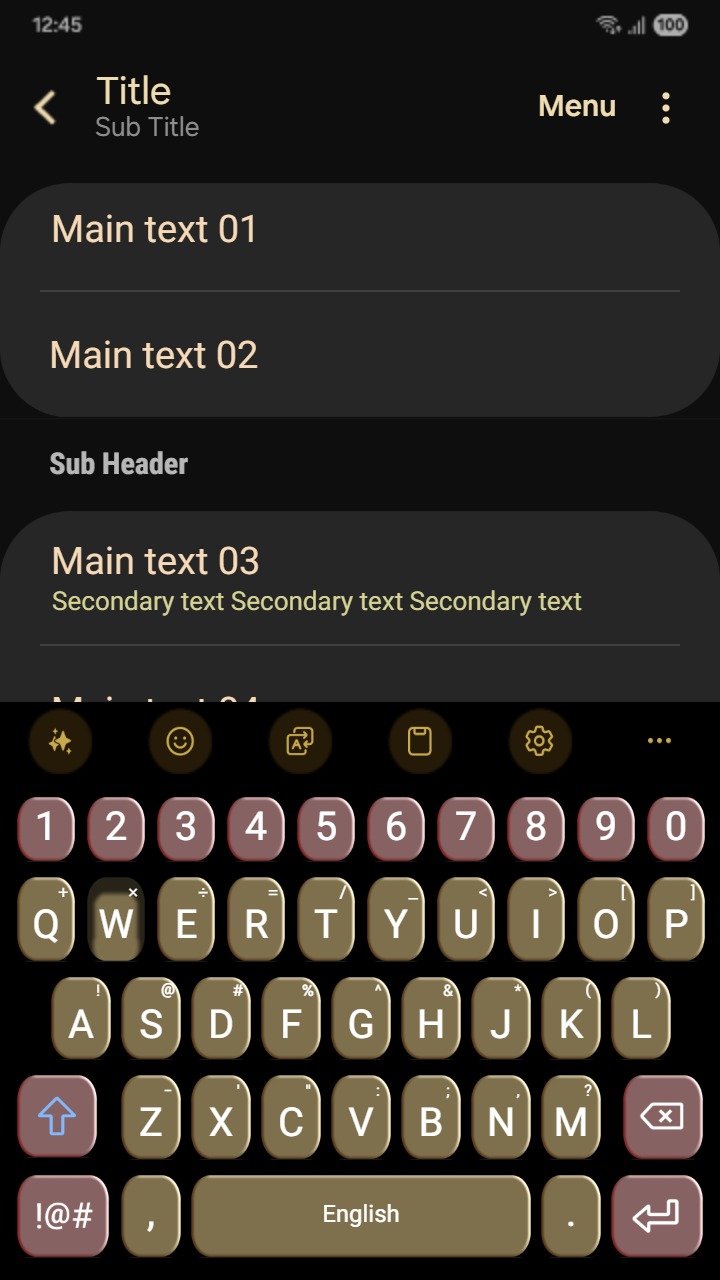 12:45
100
Title
Sub Title
Menu
Main text 01
Main text 02
Sub Header
Main text 03
Secondary text Secondary text Secondary text
1 2 3 4 5 6 7 8 9 0
+ × ÷ = / _ < > [ ]
Q W E R T Y U I O P
! @ # % ^ & * ( )
A S D F G H J K L
- ' " : ; , ?
Z X C V B N M
!@# , English .